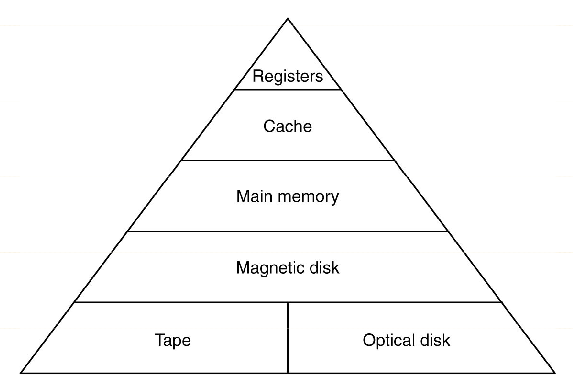 Registers
Cache
Main memory
Magnetic disk
Tape
Optical disk